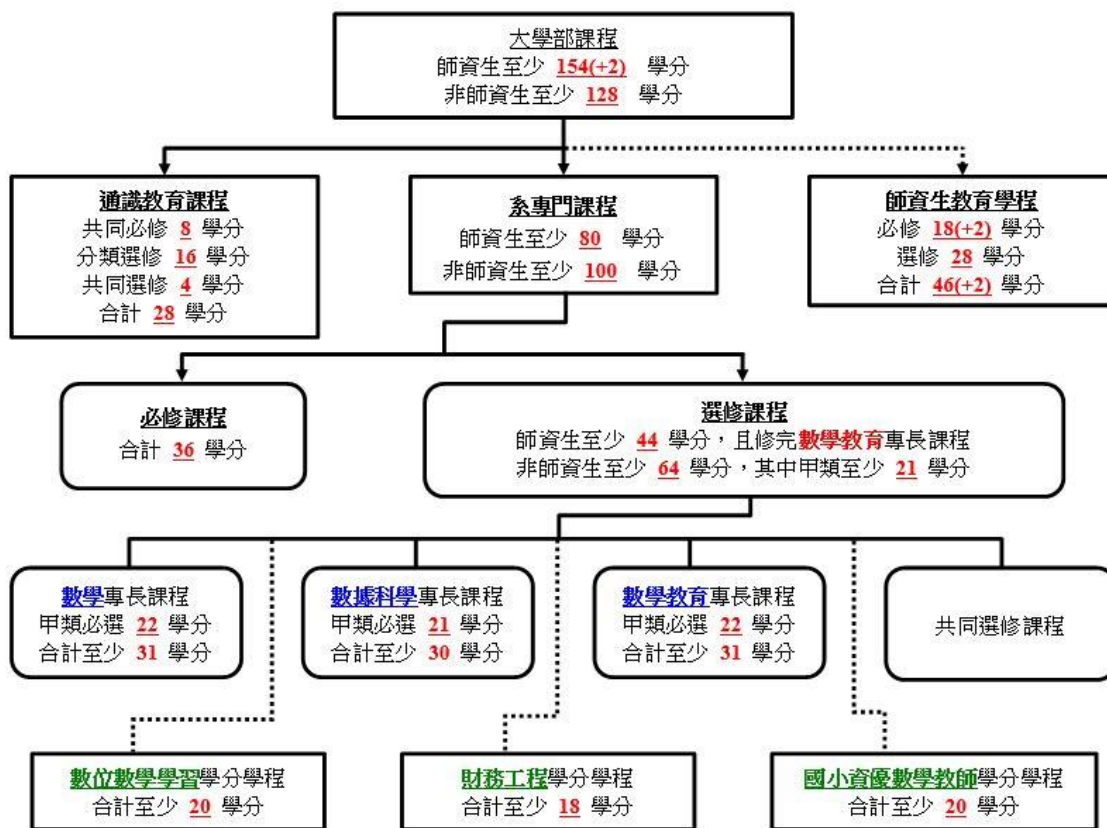 大學部課程
師資生至少 154(+2) 學分
非師資生至少 128 學分
通識教育課程
共同必修 8 學分
分類選修 16 學分
共同選修 4 學分
合計 28 學分
系專門課程
師資生至少 80 學分
非師資生至少 100 學分
師資生教育學程
必修 18(+2) 學分
選修 28 學分
合計 46(+2) 學分
必修課程
合計 36 學分
選修課程
師資生至少 44 學分，且修完數學教育專長課程
非師資生至少 64 學分，其中甲類至少 21 學分
數學專長課程
甲類必選 22 學分
合計至少 31 學分
數據科學專長課程
甲類必選 21 學分
合計至少 30 學分
數學教育專長課程
甲類必選 22 學分
合計至少 31 學分
共同選修課程
數位數學學習學分學程
合計至少 20 學分
財務工程學分學程
合計至少 18 學分
國小資優數學教師學分學程
合計至少 20 學分